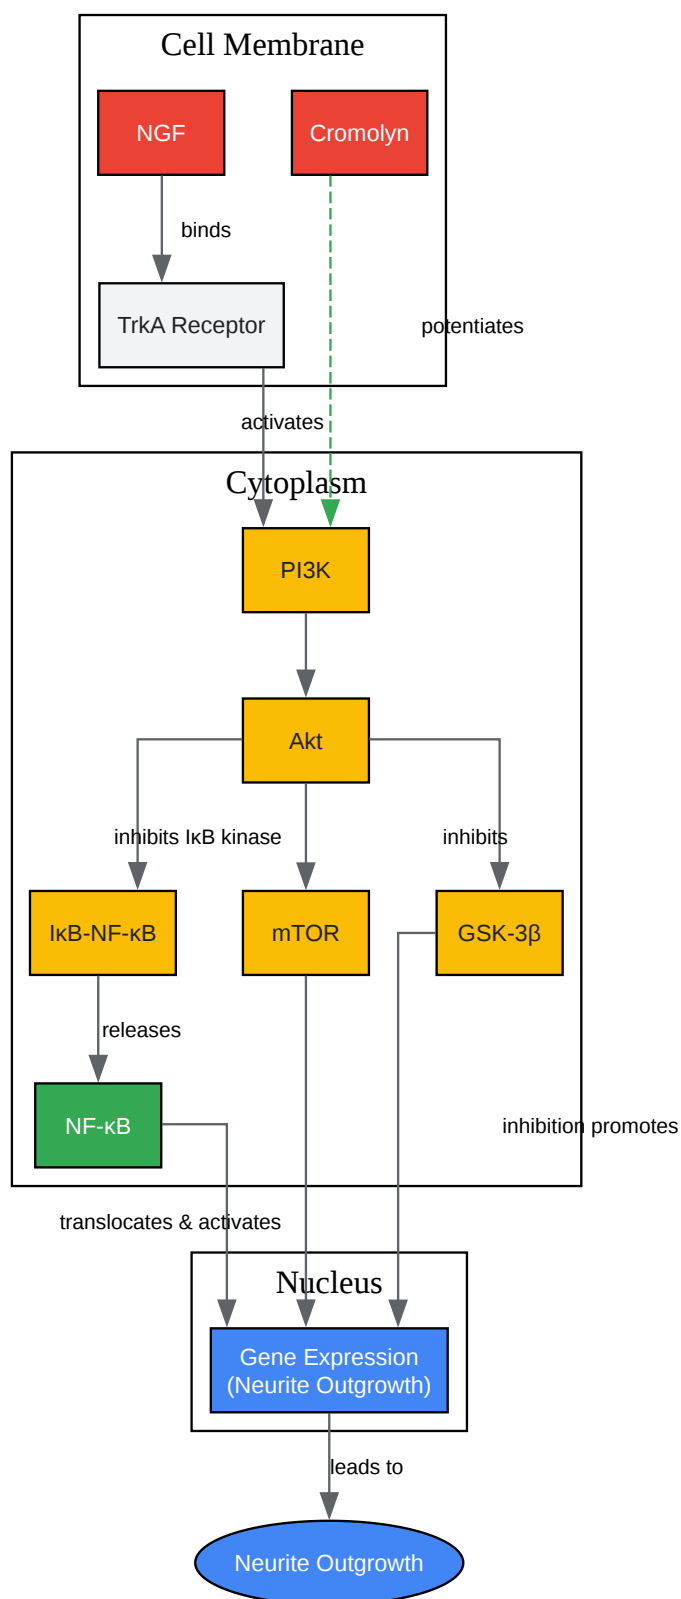 Cell Membrane
NGF
Cromolyn
binds
TrkA Receptor
potentiates
activates
Cytoplasm
PI3K
Akt
inhibits IκB kinase
inhibits
IκB-NF-κB
mTOR
GSK-3β
releases
NF-κB
inhibition promotes
translocates & activates
Nucleus
Gene Expression
(Neurite Outgrowth)
leads to
Neurite Outgrowth